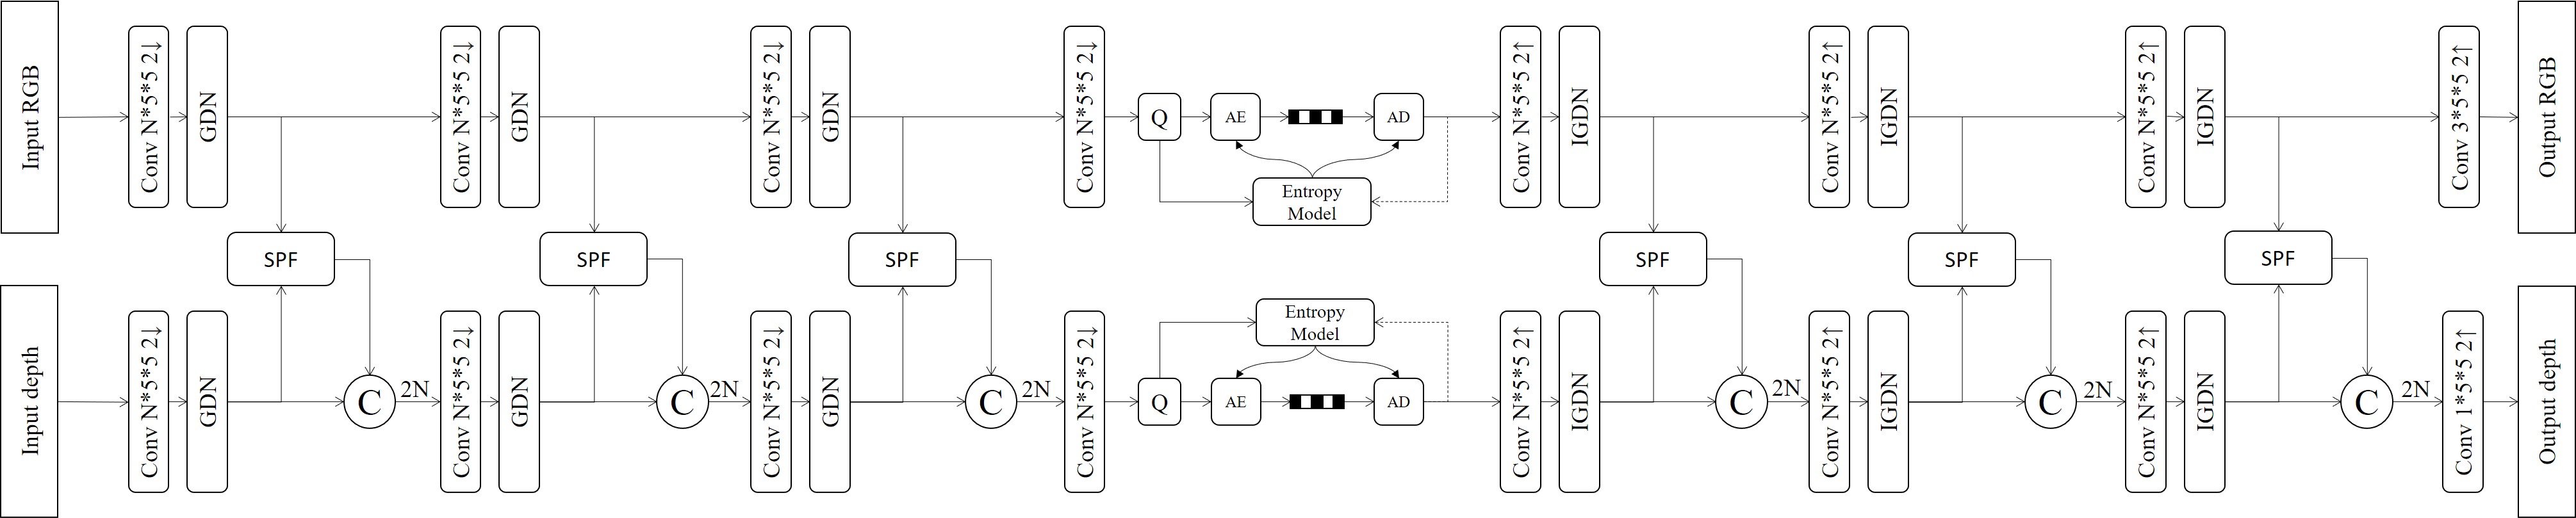 Input RGB
Conv N*5*5 2↓
GDN
Conv N*5*5 2↓
GDN
Conv N*5*5 2↓
GDN
Conv N*5*5 2↓
Q
AE
AD
Entropy
Model
Conv N*5*5 2↑
IGDN
Conv N*5*5 2↑
IGDN
Conv N*5*5 2↑
IGDN
Conv 3*5*5 2↑
Output RGB
SPF
SPF
SPF
SPF
SPF
SPF
Input depth
Conv N*5*5 2↓
GDN
C
2N
Conv N*5*5 2↓
GDN
C
2N
Conv N*5*5 2↓
GDN
C
2N
Conv N*5*5 2↓
Q
Entropy
Model
AE
AD
Conv N*5*5 2↑
IGDN
C
2N
Conv N*5*5 2↑
IGDN
C
2N
Conv N*5*5 2↑
IGDN
C
2N
Conv 1*5*5 2↑
Output depth